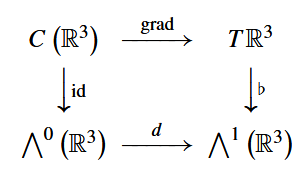 C (ℝ³) grad Tℝ³
id ♭
⋀⁰ (ℝ³) d ⋀¹ (ℝ³)